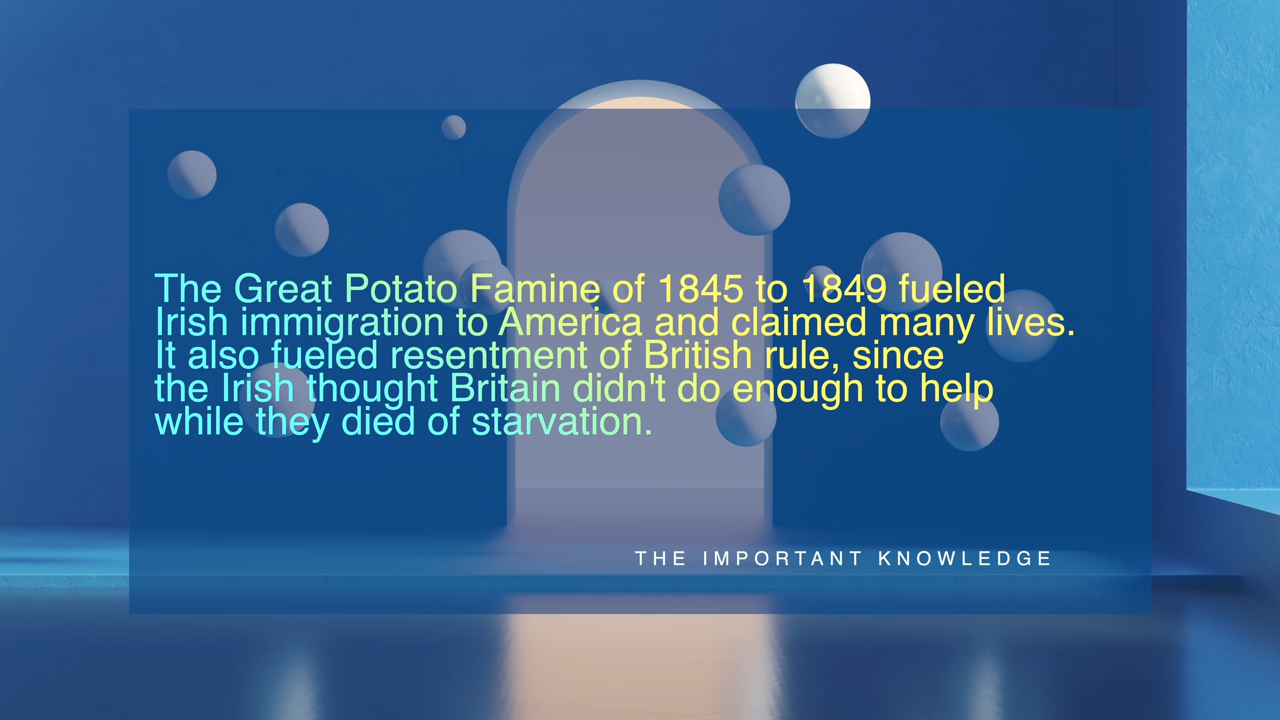 The Great Potato Famine of 1845 to 1849 fueled
Irish immigration to America and claimed many lives.
It also fueled resentment of British rule, since
the Irish thought Britain didn't do enough to help
while they died of starvation.
THE IMPORTANT KNOWLEDGE